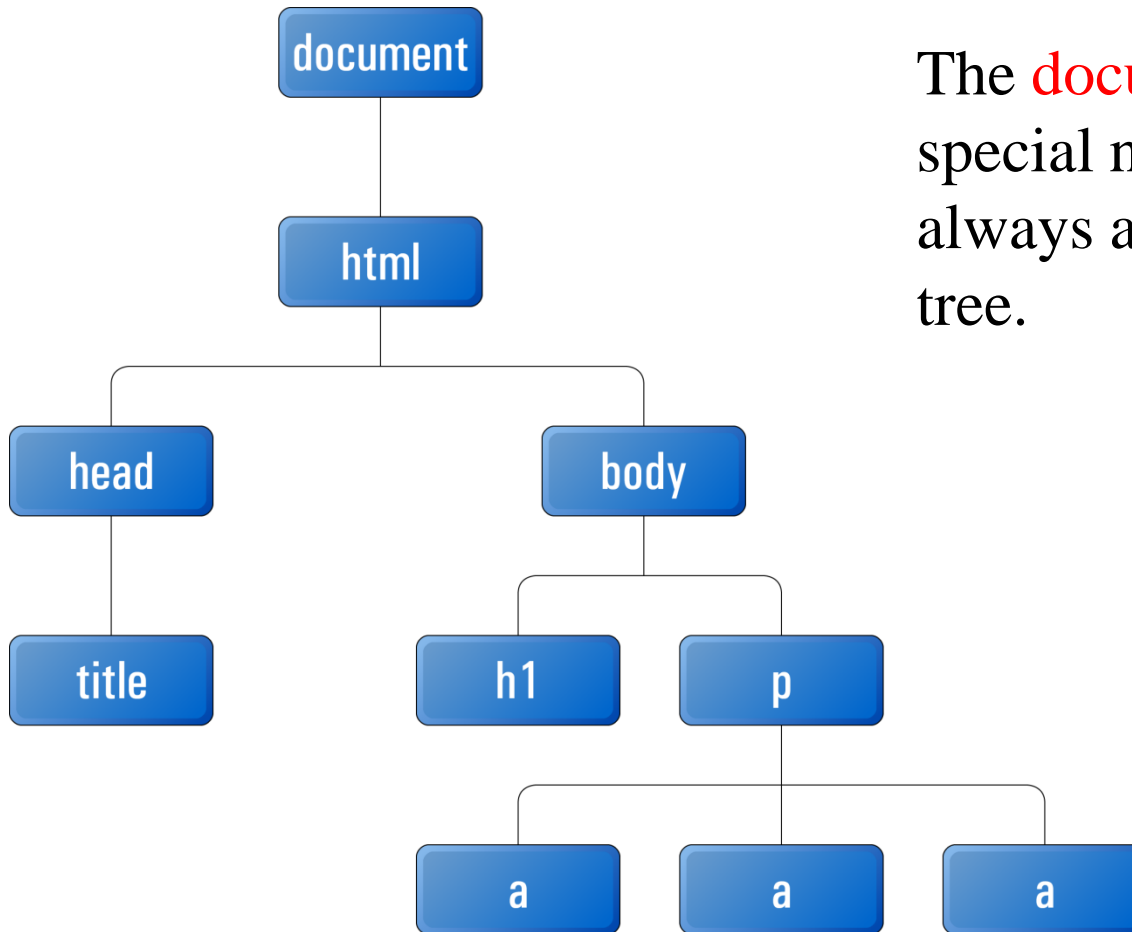 document
The
special
always
tree.
html
head
body
title
h1
p
a
a
a